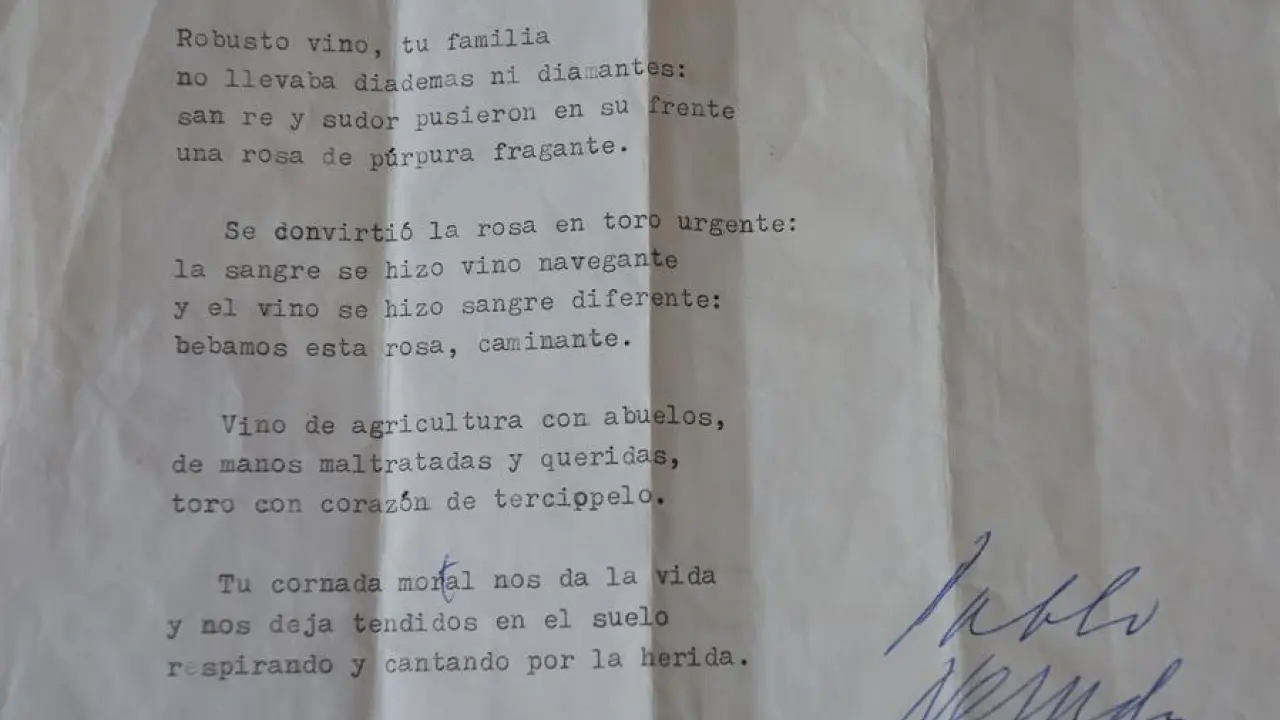 Robusto vino, tu familia
no llevaba diademas ni diamantes:
san re y sudor pusieron en su frente
una rosa de púrpura fragante.
Se donvirtió la rosa en toro urgente:
la sangre se hizo vino navegante
y el vino se hizo sangre diferente:
bebamos esta rosa, caminante.
Vino de agricultura con abuelos,
de manos maltratadas y queridas,
toro con corazón de tercippelo.
Tu cornada mortal nos da la vida
y nos deja tendidos en el suelo
respirando y cantando por la herida.
Pablo
Neruda